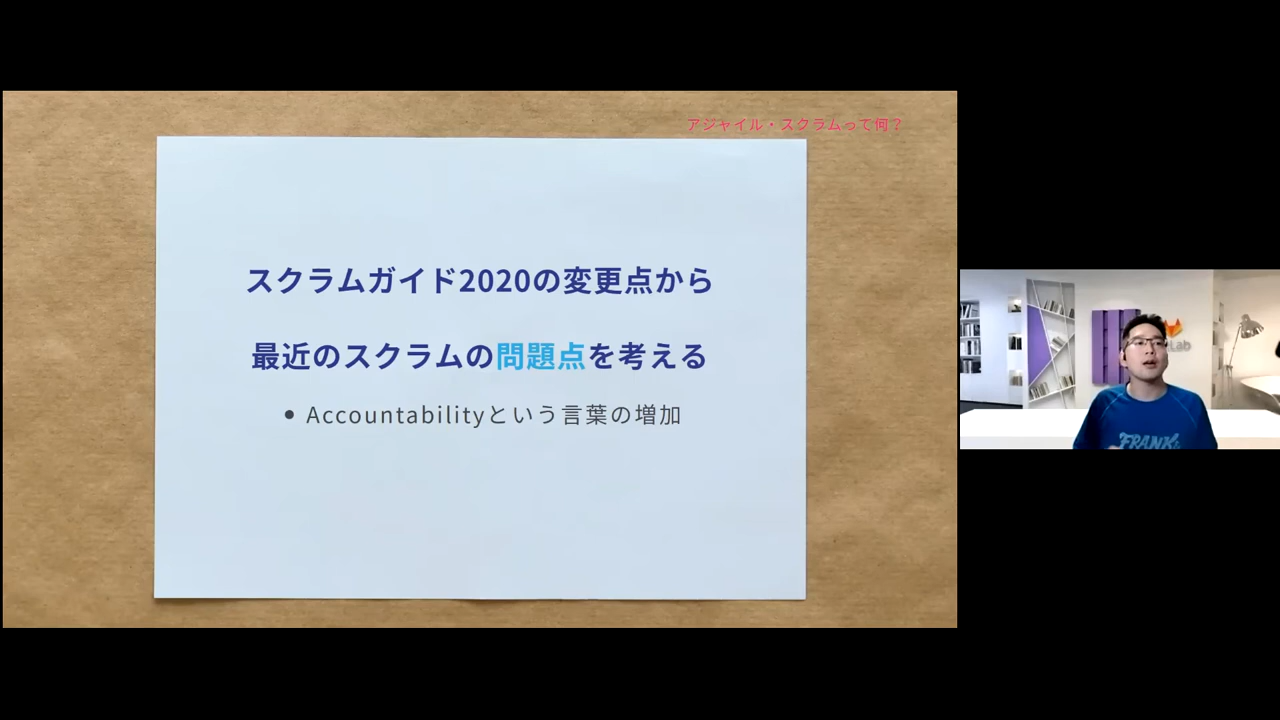 アジャイル・スクラムって何？
スクラムガイド2020の変更点から
最近のスクラムの問題点を考える
• Accountabilityという言葉の増加
Lab
FRANK